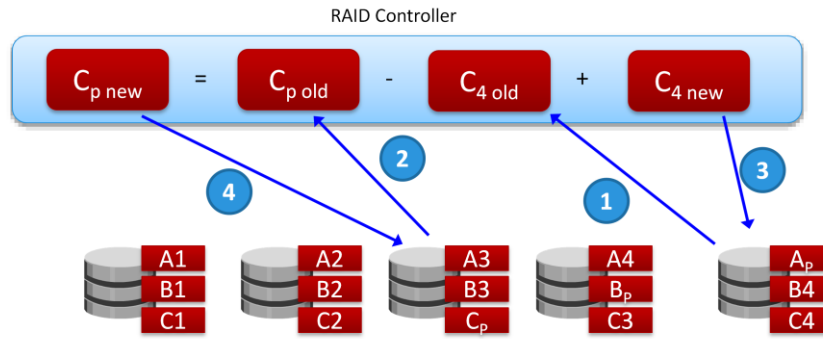 RAID Controller
Cp new = Cp old - C4 old + C4 new
4 2 1 3
A1 A2 A3 A4 AP
B1 B2 B3 BP B4
C1 C2 CP C3 C4